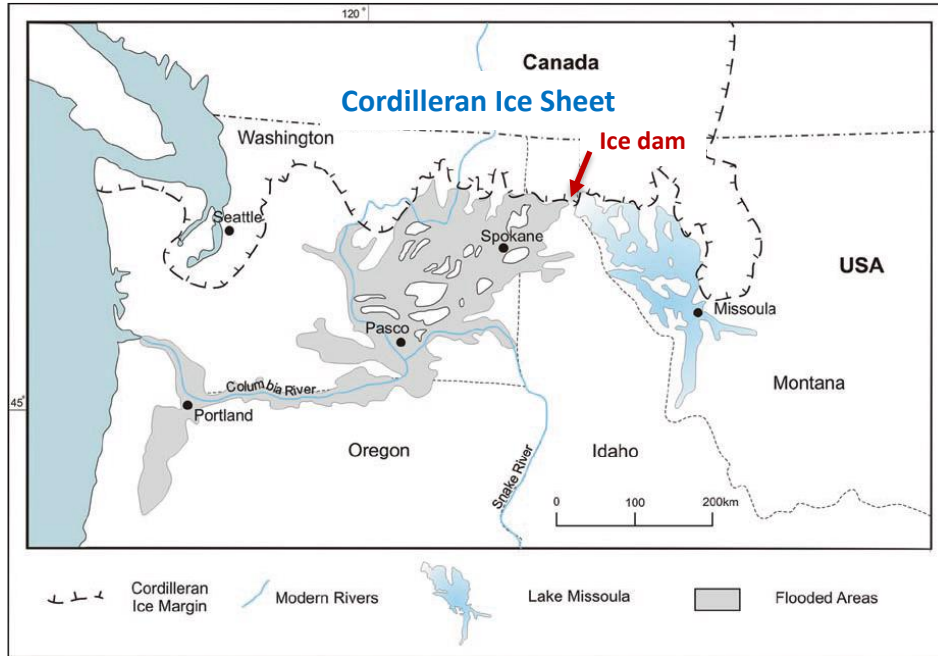 120°
Canada
Cordilleran Ice Sheet
Washington
Ice dam
Seattle
Spokane
USA
Missoula
Pasco
Columbia River
Montana
45°
Portland
Oregon
Idaho
Snake River
0 100 200km
Cordilleran
Ice Margin
Modern Rivers
Lake Missoula
Flooded Areas